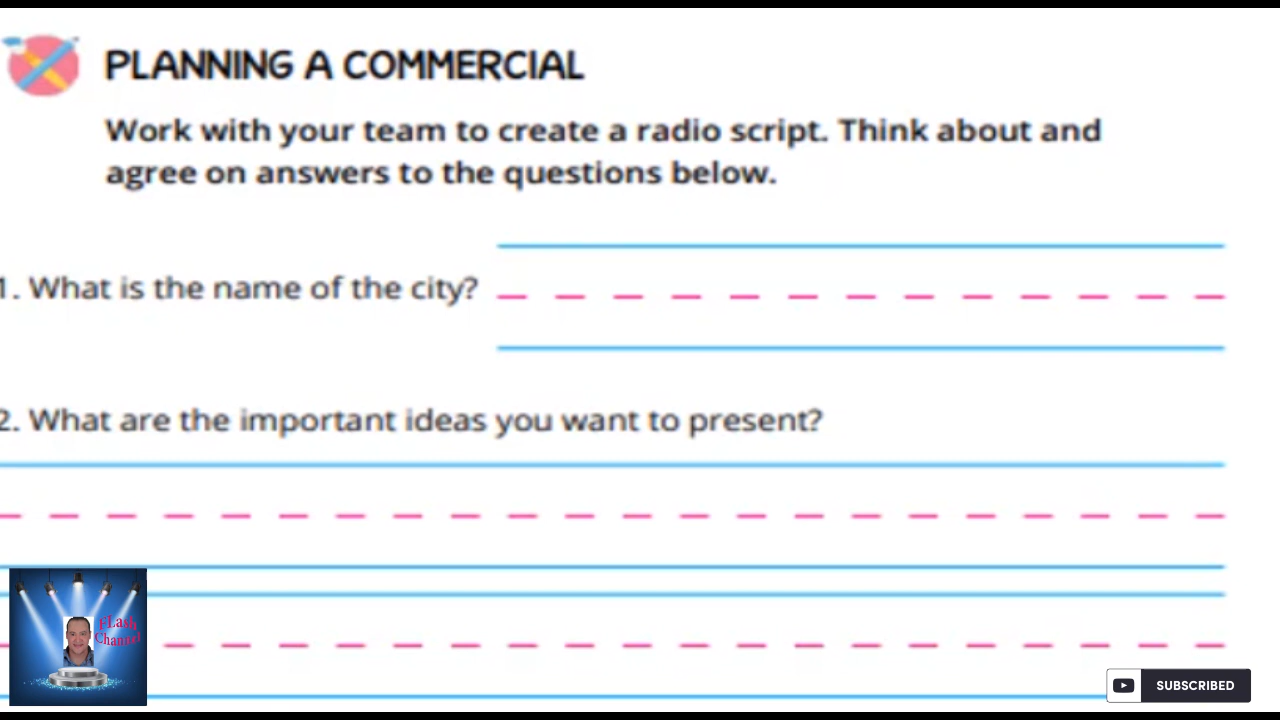 PLANNING A COMMERCIAL
Work with your team to create a radio script. Think about and
agree on answers to the questions below.
1. What is the name of the city?
2. What are the important ideas you want to present?
FLash
Channel
SUBSCRIBED